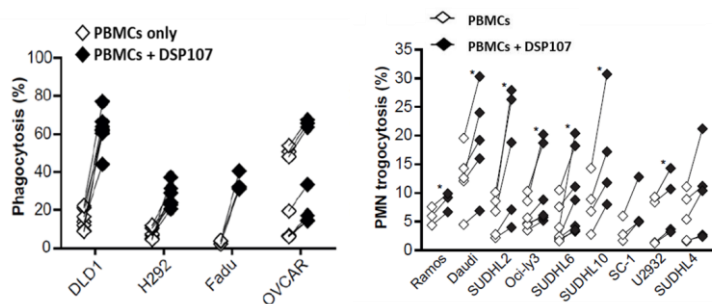 PBMCs only
PBMCs + DSP107
Phagocytosis (%)
100
80
60
40
20
0
DLD1
H292
Fadu
OVCAR
PBMCs
PBMCs + DSP107
PMN trogocytosis (%)
35
30
25
20
15
10
5
0
* * * * * * *
Ramos
Daudi
SUDHL2
Oci-ly3
SUDHL6
SUDHL10
SC-1
U2932
SUDHL4